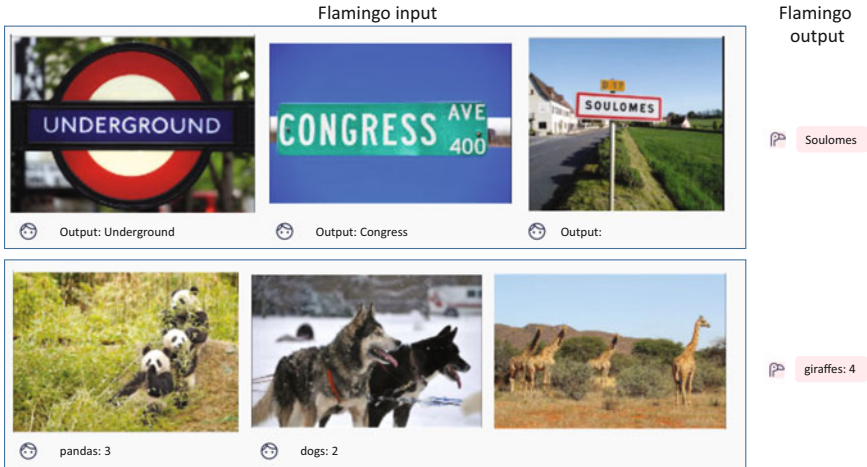 Flamingo input
Flamingo
output
UNDERGROUND
CONGRESS AVE
400
D 17
SOULOMES
Output: Underground
Output: Congress
Output:
Soulomes
pandas: 3
dogs: 2
giraffes: 4